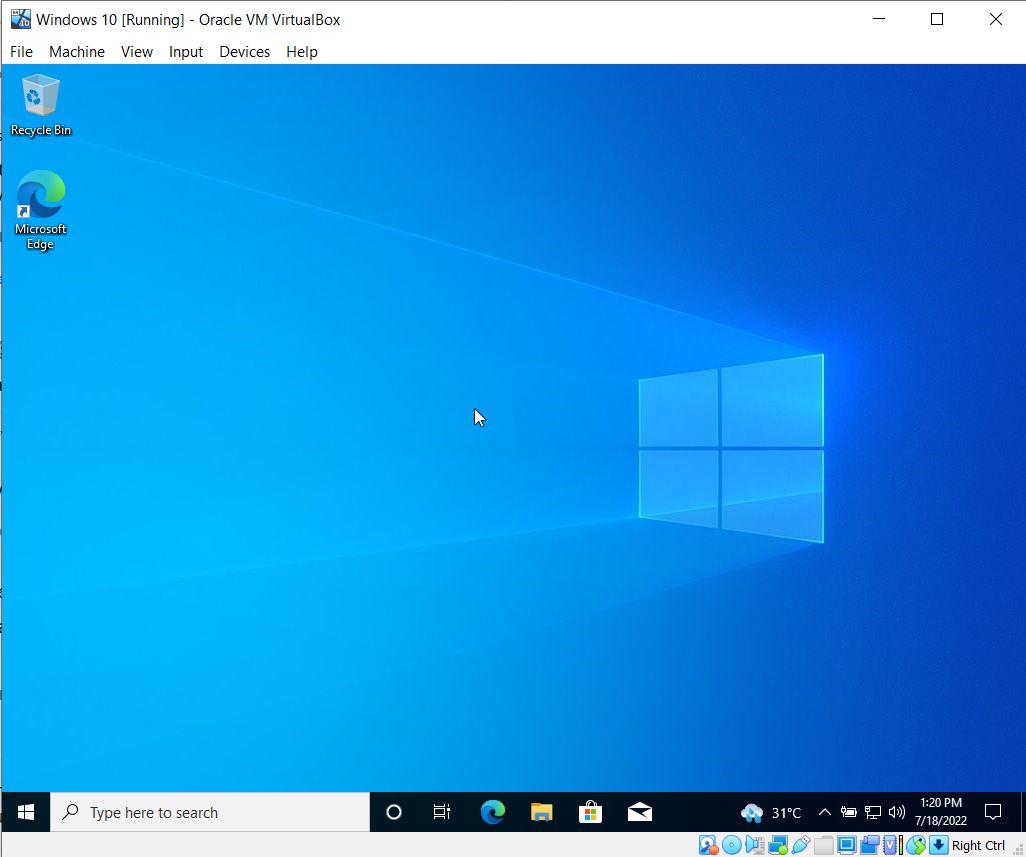 Windows 10 [Running] - Oracle VM VirtualBox
File Machine View Input Devices Help
Recycle Bin
Microsoft
Edge
Type here to search
31°C
1:20 PM
7/18/2022
Right Ctrl